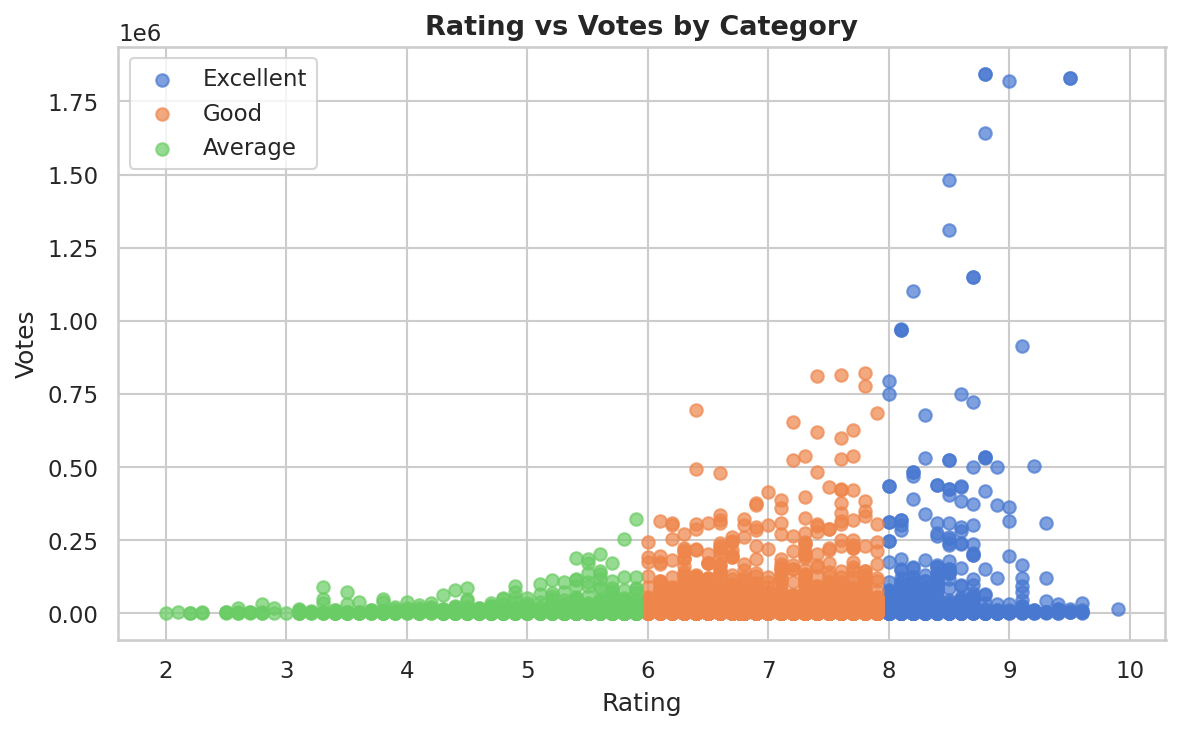 Rating vs Votes by Category
1e6
Excellent
Good
Average
1.75
1.50
1.25
1.00
0.75
0.50
0.25
0.00
Votes
2 3 4 5 6 7 8 9 10
Rating